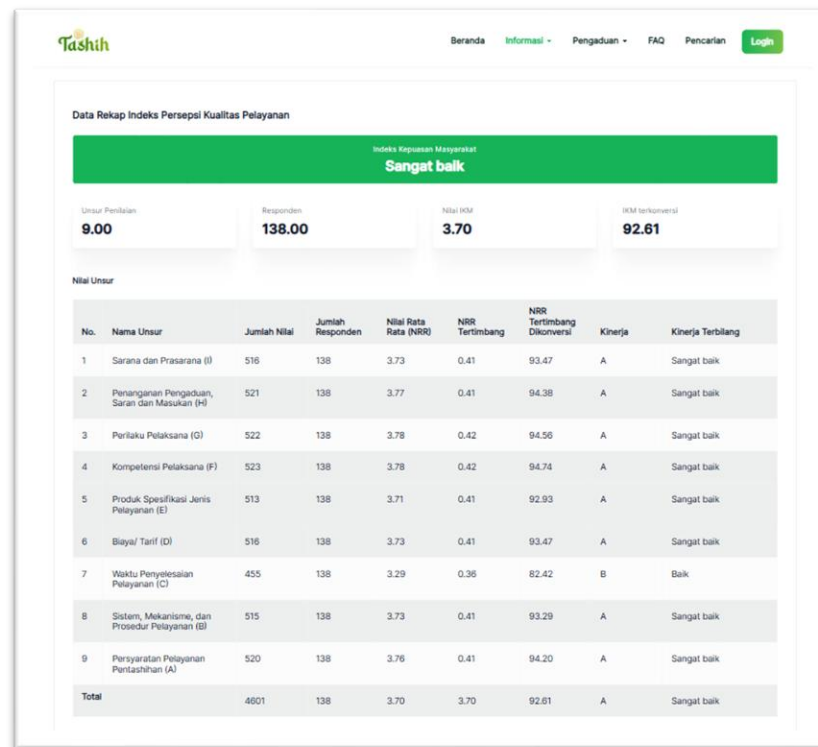 Tashih
Beranda Informasi Pengaduan FAQ Pencarian Login
Data Rekap Indeks Persepsi Kualitas Pelayanan
Indeks Kepuasan Masyarakat
Sangat baik
Unsur Penilaian Responden Nilai IKM IKM terkonversi
9.00 138.00 3.70 92.61
Nilai Unsur
No. Nama Unsur Jumlah Nilai Jumlah Responden Nilai Rata Rata (NRR) NRR Tertimbang NRR Tertimbang Dikonversi Kinerja Kinerja Terbilang
1 Sarana dan Prasarana (I) 516 138 3.73 0.41 93.47 A Sangat baik
2 Penanganan Pengaduan, Saran dan Masukan (H) 521 138 3.77 0.41 94.38 A Sangat baik
3 Perilaku Pelaksana (G) 522 138 3.78 0.42 94.56 A Sangat baik
4 Kompetensi Pelaksana (F) 523 138 3.78 0.42 94.74 A Sangat baik
5 Produk Spesifikasi Jenis Pelayanan (E) 513 138 3.71 0.41 92.93 A Sangat baik
6 Biaya/ Tarif (D) 516 138 3.73 0.41 93.47 A Sangat baik
7 Waktu Penyelesaian Pelayanan (C) 455 138 3.29 0.36 82.42 B Baik
8 Sistem, Mekanisme, dan Prosedur Pelayanan (B) 515 138 3.73 0.41 93.29 A Sangat baik
9 Persyaratan Pelayanan Pentashihan (A) 520 138 3.76 0.41 94.20 A Sangat baik
Total 4601 138 3.70 3.70 92.61 A Sangat baik